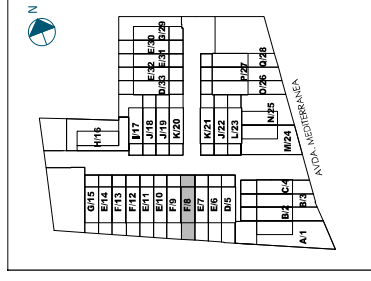 N
G/29
E/30
E/31
E/32
D/33
H/16
I/17
J/18
J/19
K/20
K/21
J/22
L/23
P/27
Q/28
O/26
N/25
M/24
AVDA. MEDITERRANEA
G/15
E/14
F/13
F/12
E/11
E/10
F/9
F/8
E/7
E/6
D/5
C/4
B/3
B/2
A/1